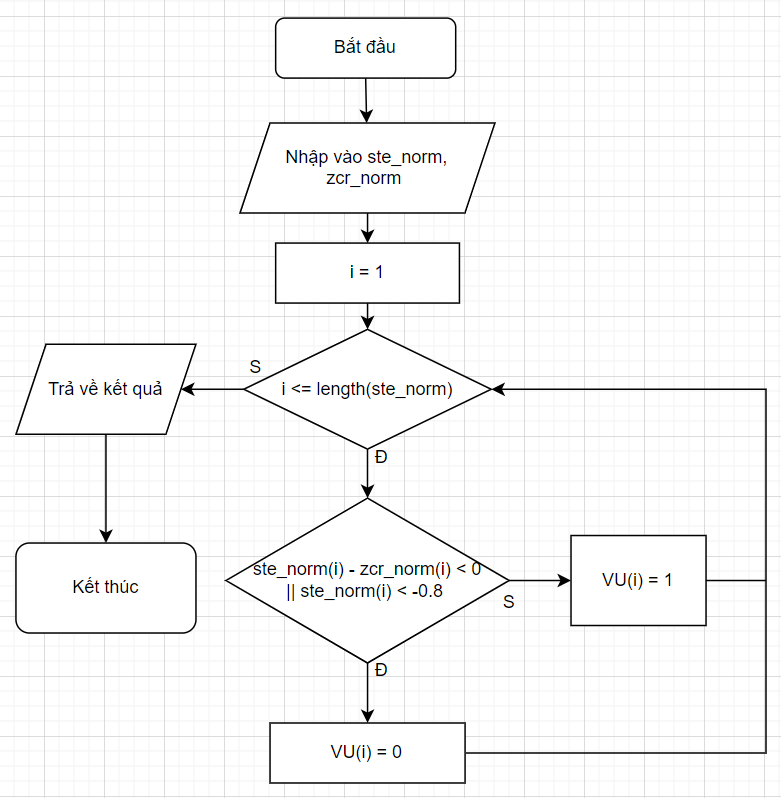 Bắt đầu
Nhập vào ste_norm,
zcr_norm
i = 1
i <= length(ste_norm)
S
Trả về kết quả
Đ
ste_norm(i) - zcr_norm(i) < 0
|| ste_norm(i) < -0.8
S
VU(i) = 1
Kết thúc
Đ
VU(i) = 0